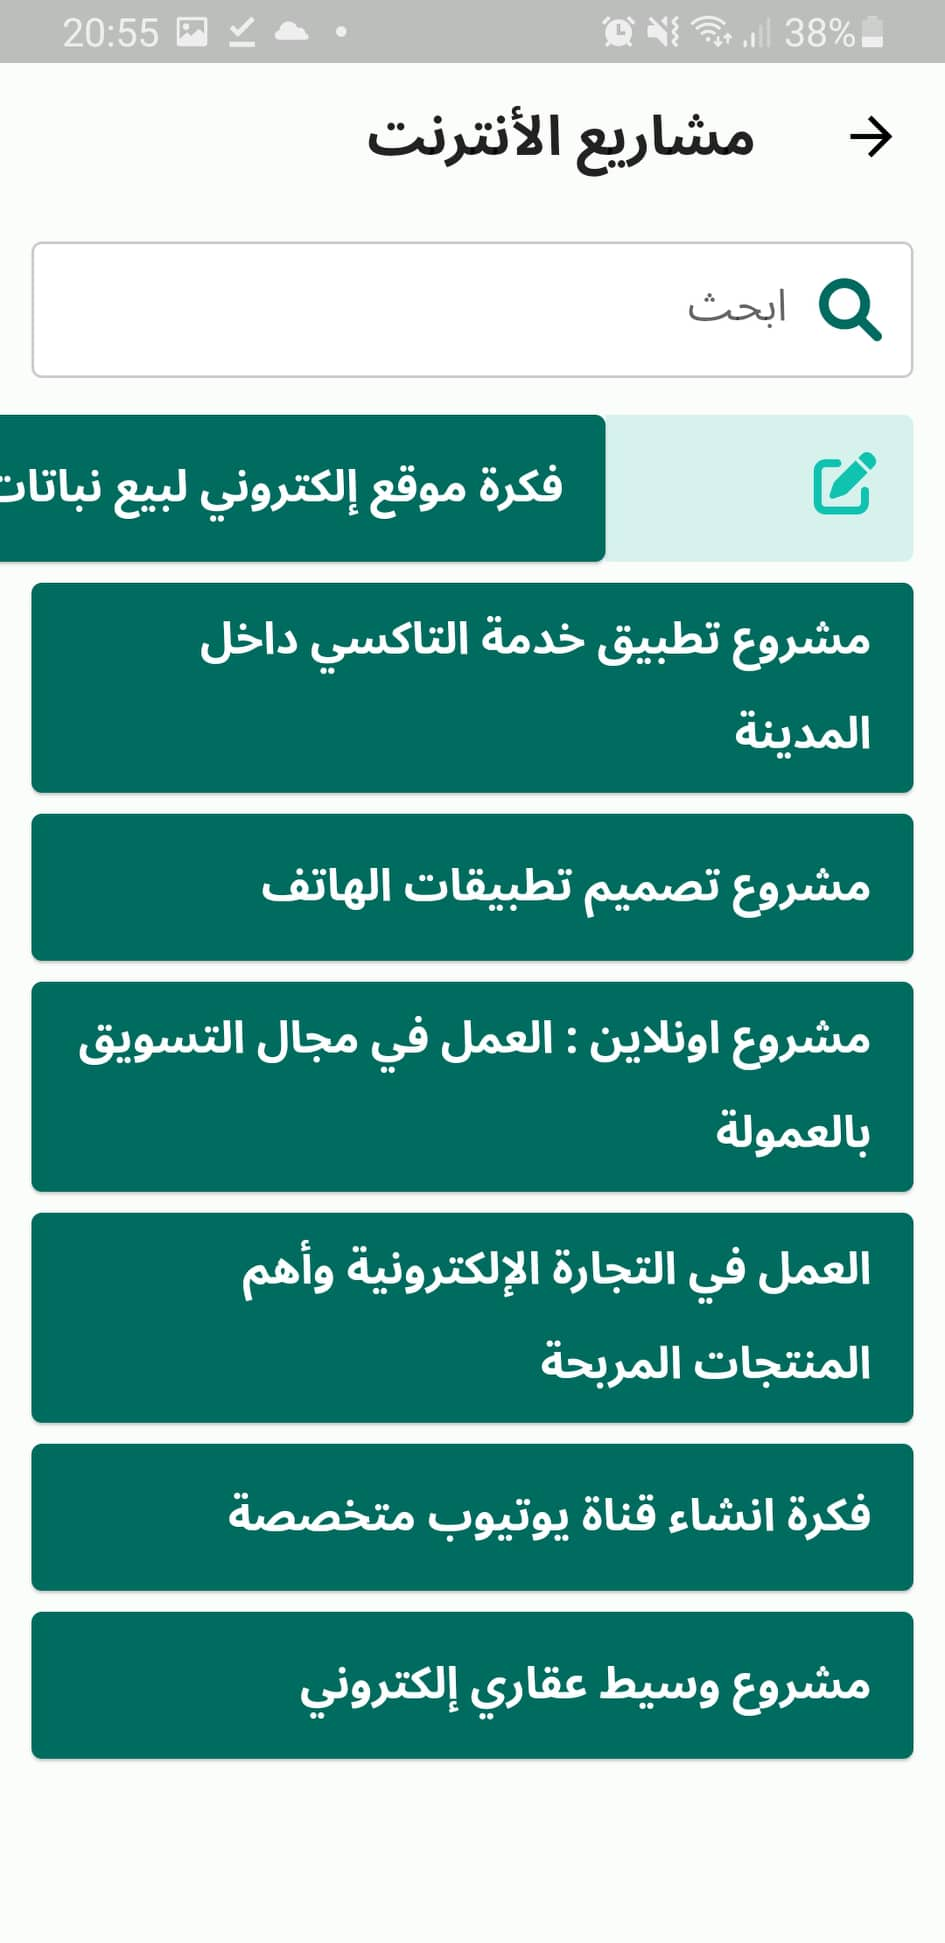 20:55
38%
مشاريع الأنترنت
ابحث
فكرة موقع إلكتروني لبيع نباتات
مشروع تطبيق خدمة التاكسي داخل
المدينة
مشروع تصميم تطبيقات الهاتف
مشروع اونلاين : العمل في مجال التسويق
بالعمولة
العمل في التجارة الإلكترونية وأهم
المنتجات المربحة
فكرة انشاء قناة يوتيوب متخصصة
مشروع وسيط عقاري إلكتروني